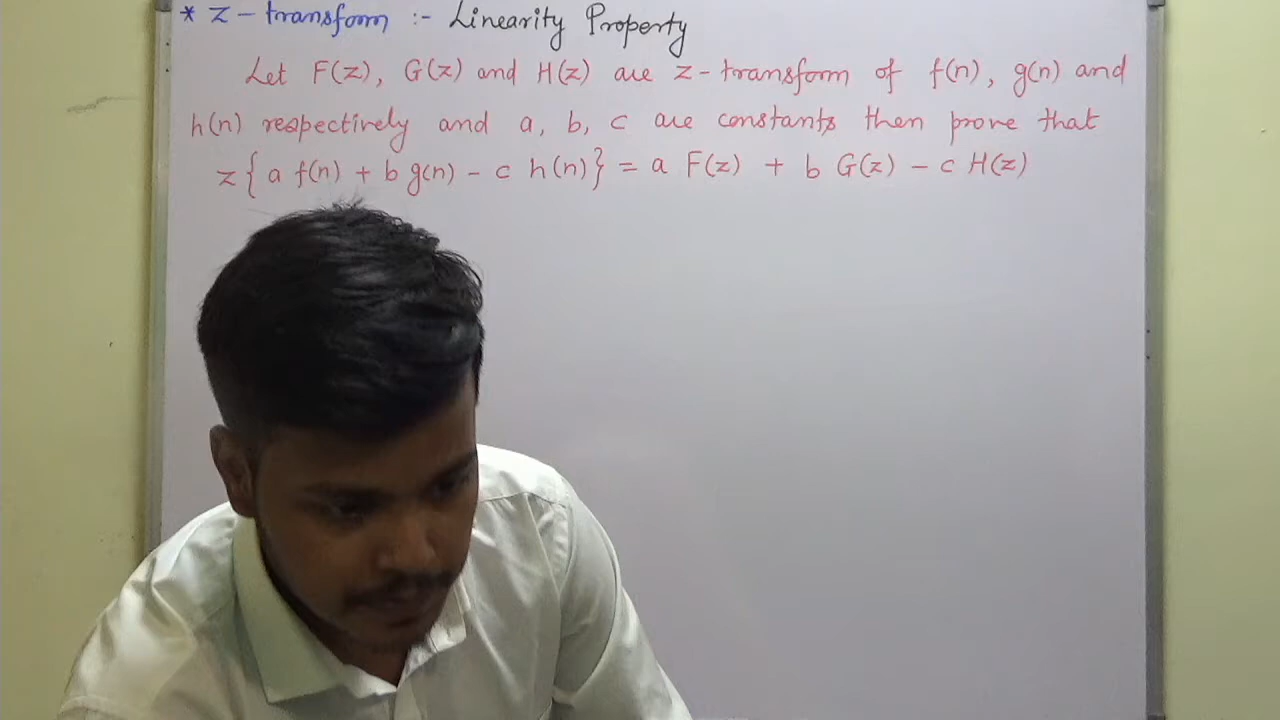 * z-transform :- Linearity Property
Let F(z), G(z) and H(z) are z-transform of f(n), g(n) and
h(n) respectively and a, b, c are constants then prove that
z{a f(n) + b g(n) - c h(n)} = a F(z) + b G(z) - c H(z)